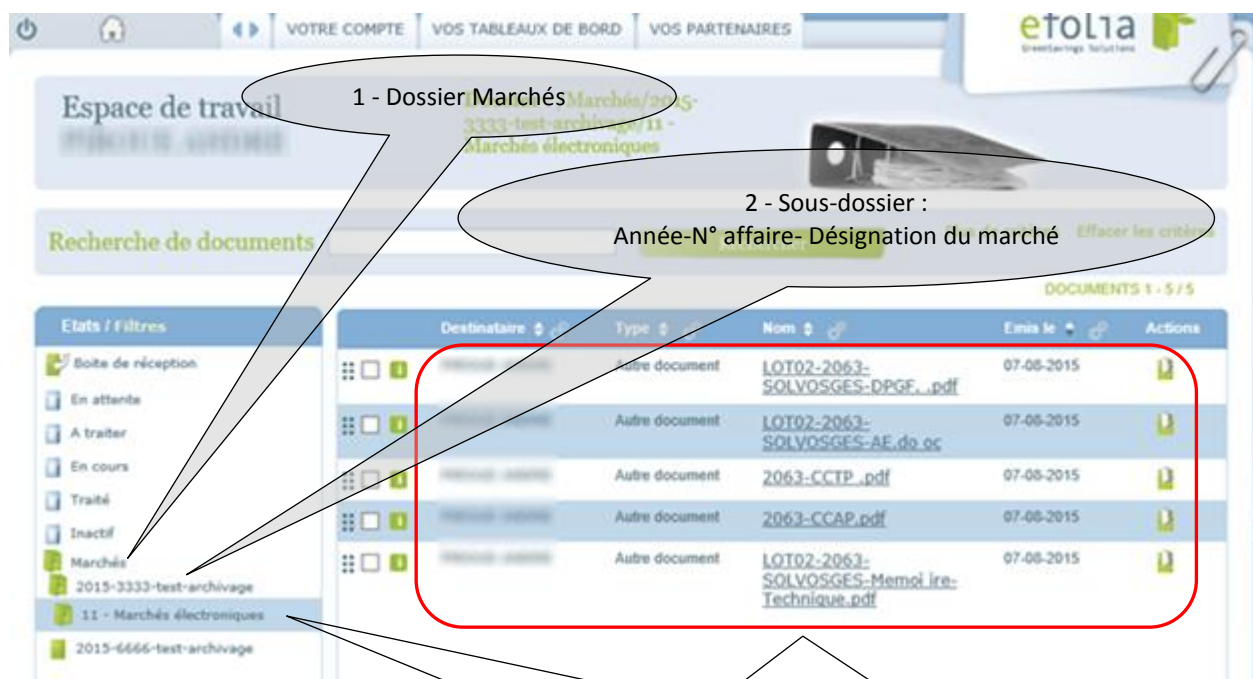 VOTRE COMPTE
VOS TABLEAUX DE BORD
VOS PARTENAIRES
efolia
GreenSavings Solutions
Espace de travail
1 - Dossier Marchés
Marchés/2015-
3333-test-archivage/11 -
Marchés électroniques
2 - Sous-dossier :
Année-N° affaire- Désignation du marché
Recherche de documents
Effacer les critères
DOCUMENTS 1 - 5 / 5
Etats / Filtres
Destinataire
Type
Nom
Emis le
Actions
Boite de réception
En attente
A traiter
En cours
Traité
Inactif
Marchés
2015-3333-test-archivage
11 - Marchés électroniques
2015-6666-test-archivage
Autre document
LOT02-2063-
SOLVOSGES-DPGF. .pdf
07-08-2015
Autre document
LOT02-2063-
SOLVOSGES-AE.do oc
07-08-2015
Autre document
2063-CCTP .pdf
07-08-2015
Autre document
2063-CCAP.pdf
07-08-2015
Autre document
LOT02-2063-
SOLVOSGES-Memoi ire-
Technique.pdf
07-08-2015